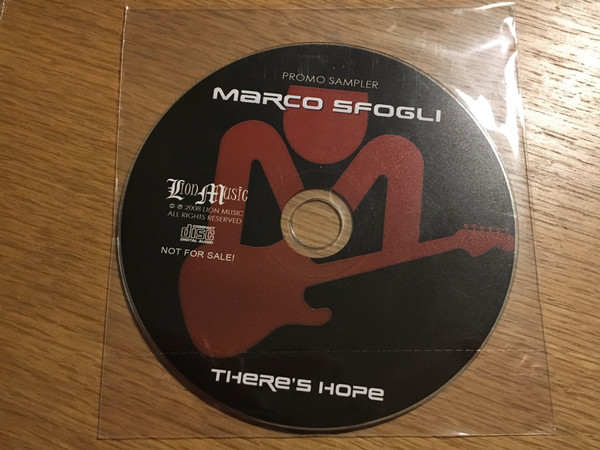 PROMO SAMPLER
MARCO SFOGLI
Lion Music
© ℗ 2008 LION MUSIC
ALL RIGHTS RESERVED
COMPACT
disc
DIGITAL AUDIO
NOT FOR SALE!
THERE'S HOPE